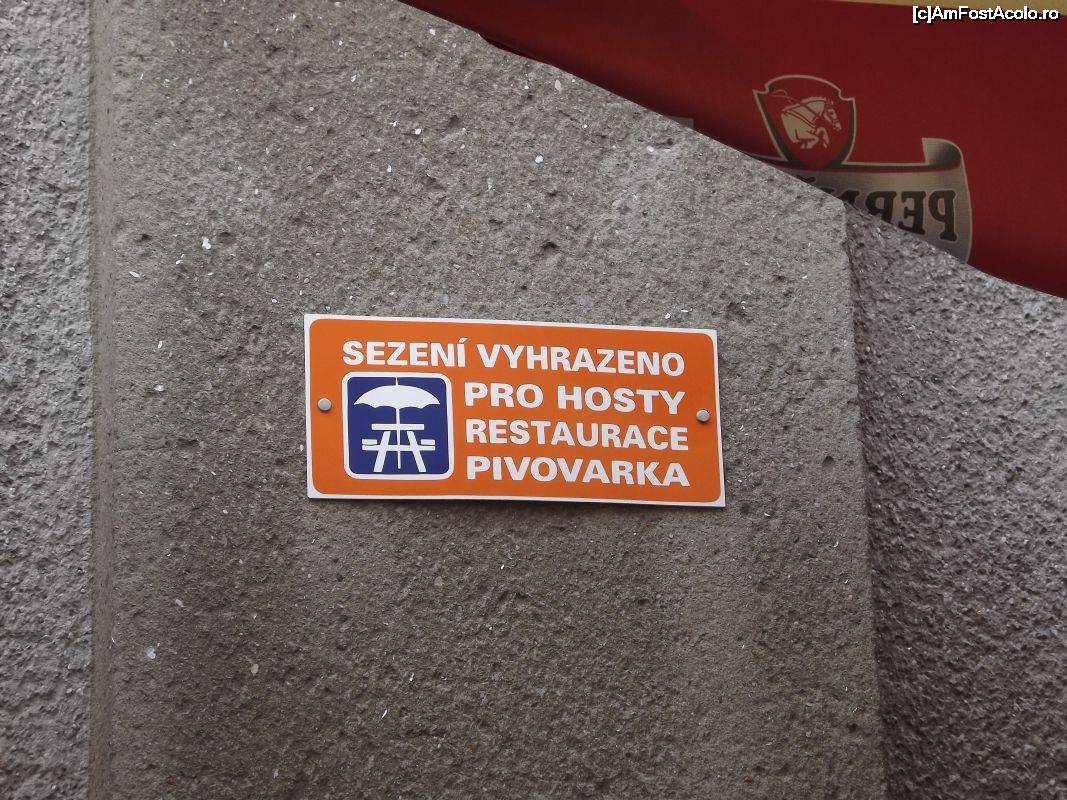 [c]AmFostAcolo.ro
SEZENÍ VYHRAZENO
PRO HOSTY
RESTAURACE
PIVOVARKA